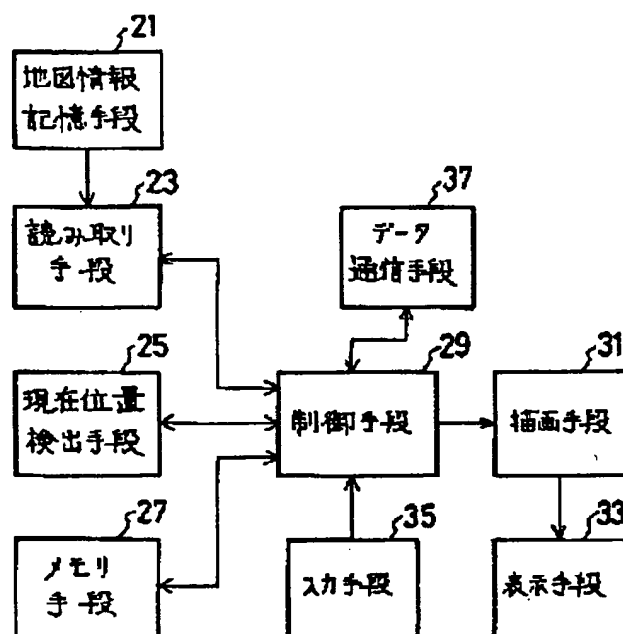 21
地図情報
記憶手段
23
読み取り
手段
37
データ
通信手段
25
現在位置
検出手段
29
制御手段
31
描画手段
27
メモリ
手段
35
入力手段
33
表示手段